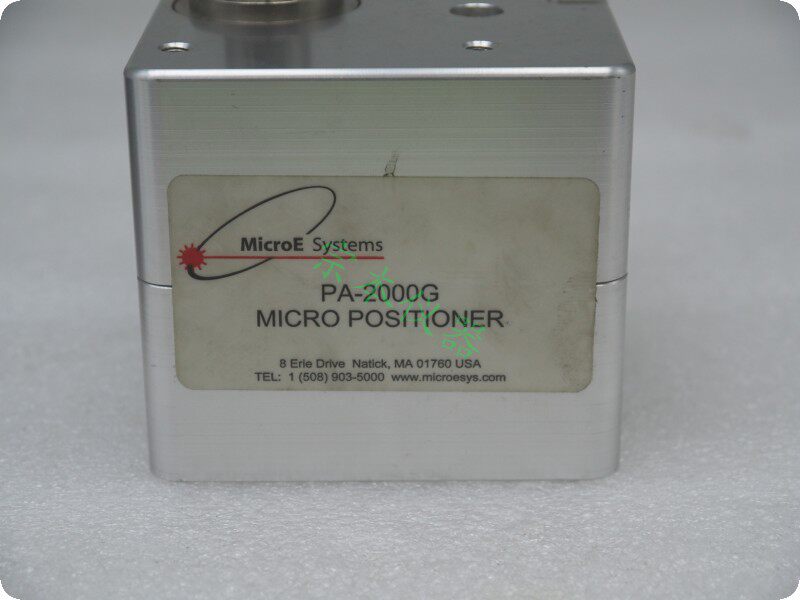 MicroE Systems
PA-2000G
MICRO POSITIONER
8 Erie Drive Natick, MA 01760 USA
TEL: 1 (508) 903-5000 www.microesys.com